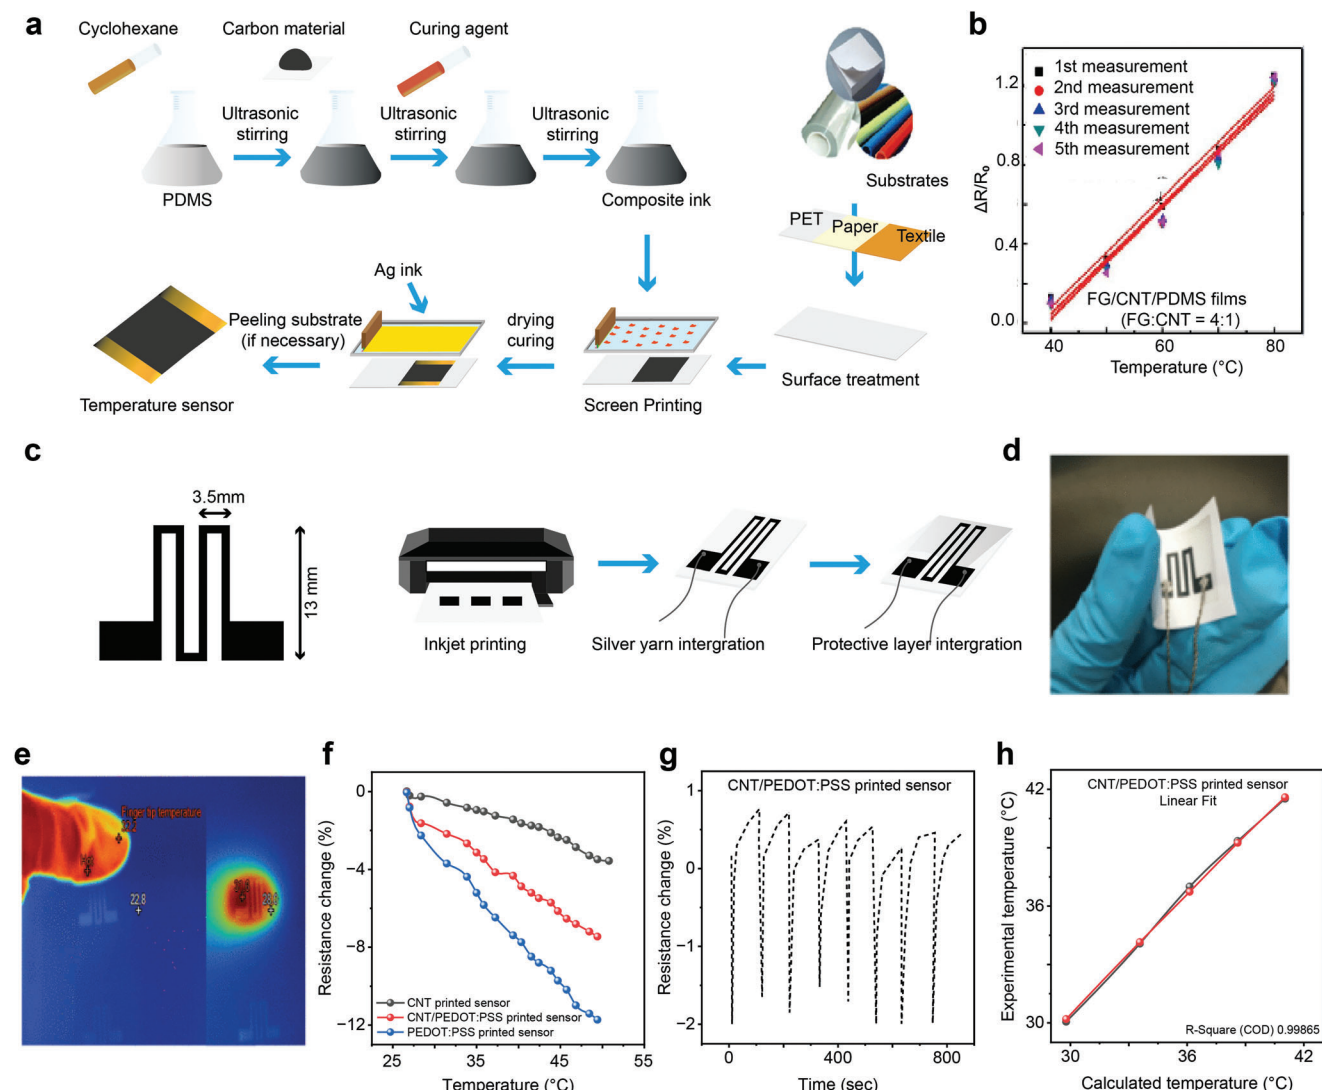 a
Cyclohexane
Carbon material
Curing agent
Ultrasonic
stirring
Ultrasonic
stirring
Ultrasonic
stirring
PDMS
Composite ink
Substrates
PET
Paper
Textile
Ag ink
Peeling substrate
(if necessary)
drying
curing
Temperature sensor
Screen Printing
Surface treatment
b
1st measurement
2nd measurement
3rd measurement
4th measurement
5th measurement
1.2
0.8
0.4
0.0
ΔR/R₀
FG/CNT/PDMS films
(FG:CNT = 4:1)
40
60
80
Temperature (°C)
c
3.5mm
13 mm
Inkjet printing
Silver yarn intergration
Protective layer intergration
d
e
Finger tip temperature
22.8
f
0
−4
−8
−12
Resistance change (%)
CNT printed sensor
CNT/PEDOT:PSS printed sensor
PEDOT:PSS printed sensor
25
35
45
55
Temperature (°C)
g
CNT/PEDOT:PSS printed sensor
1
0
−1
−2
Resistance change (%)
0
400
800
Time (sec)
h
CNT/PEDOT:PSS printed sensor
Linear Fit
42
36
30
Experimental temperature (°C)
R-Square (COD) 0.99865
30
36
42
Calculated temperature (°C)